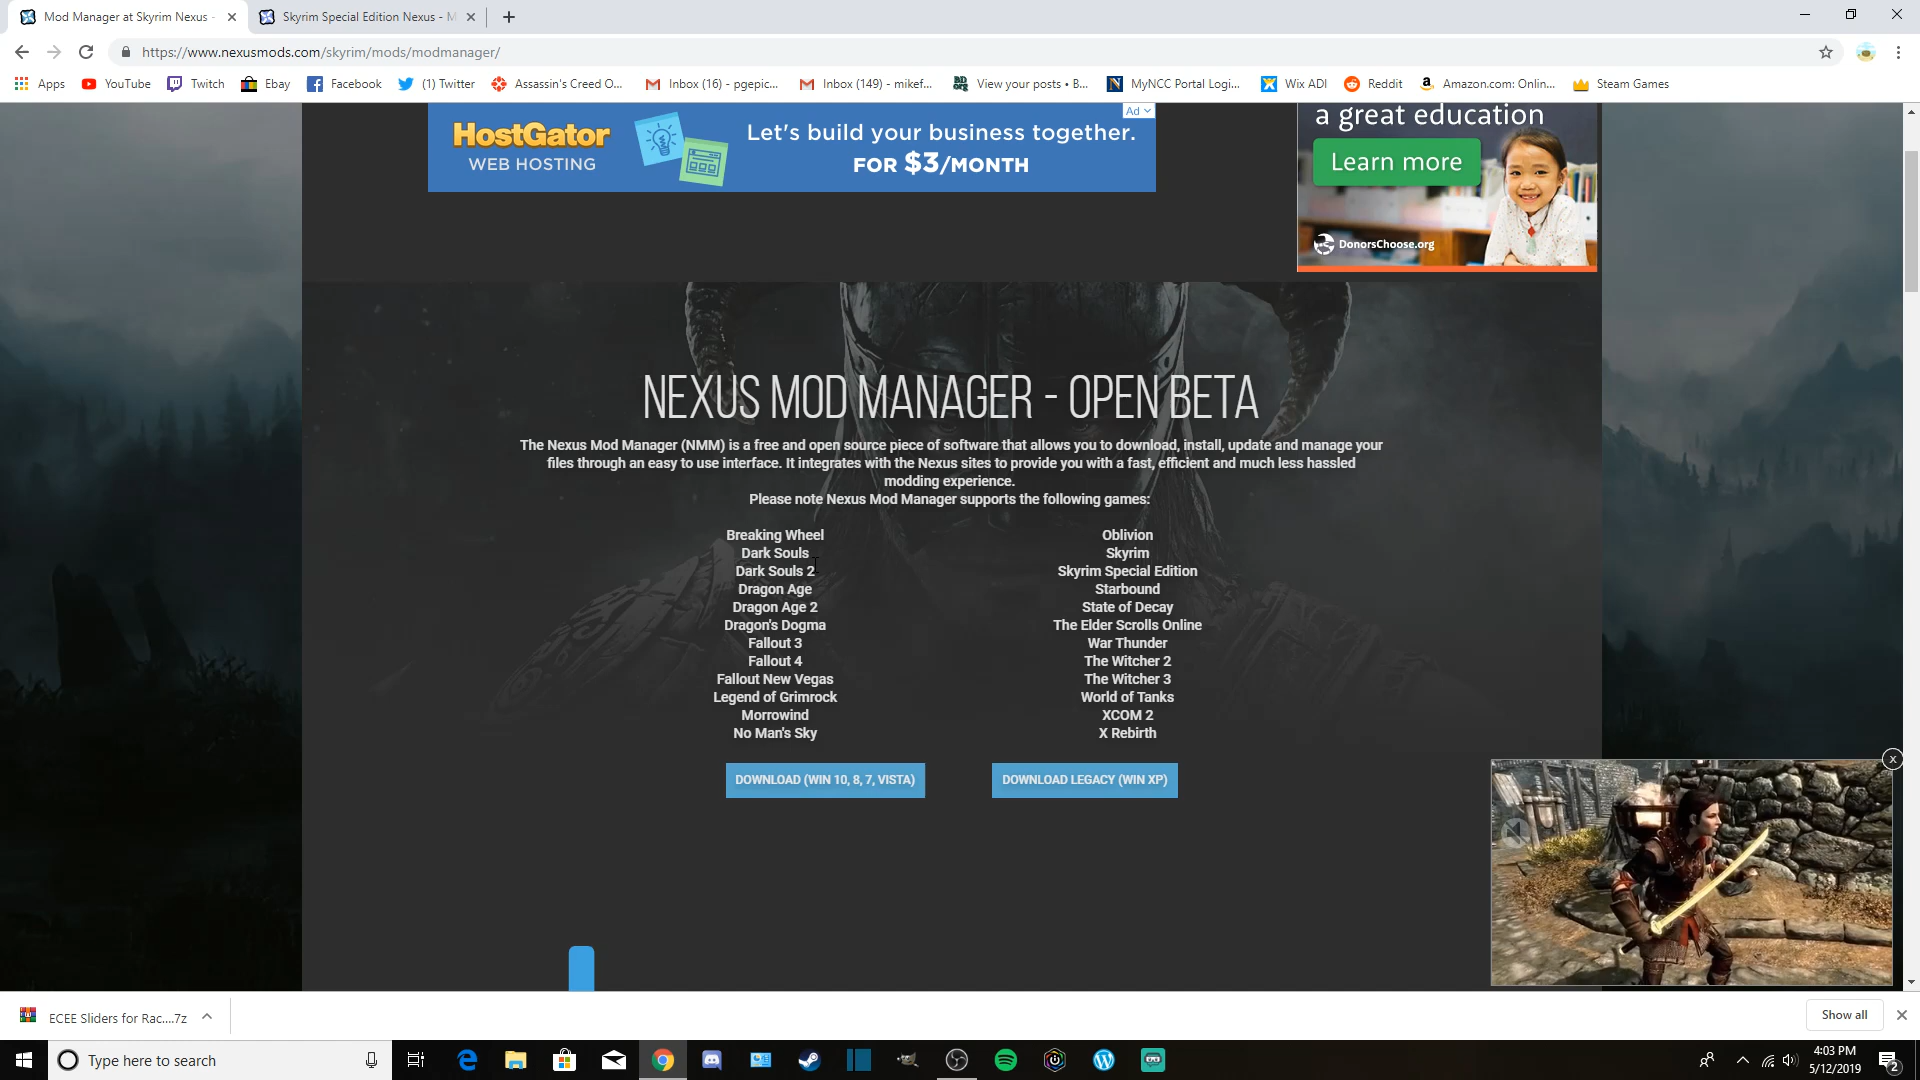 Mod Manager at Skyrim Nexus -
Skyrim Special Edition Nexus - M
https://www.nexusmods.com/skyrim/mods/modmanager/
Apps
YouTube
Twitch
Ebay
Facebook
(1) Twitter
Assassin's Creed O...
Inbox (16) - pgepic...
Inbox (149) - mikef...
View your posts • B...
MyNCC Portal Logi...
Wix ADI
Reddit
Amazon.com: Onlin...
Steam Games
Ad
HostGator
WEB HOSTING
Let's build your business together.
FOR $3/MONTH
a great education
Learn more
DonorsChoose.org
NEXUS MOD MANAGER - OPEN BETA
The Nexus Mod Manager (NMM) is a free and open source piece of software that allows you to download, install, update and manage your
files through an easy to use interface. It integrates with the Nexus sites to provide you with a fast, efficient and much less hassled
modding experience.
Please note Nexus Mod Manager supports the following games:
Breaking Wheel
Dark Souls
Dark Souls 2
Dragon Age
Dragon Age 2
Dragon's Dogma
Fallout 3
Fallout 4
Fallout New Vegas
Legend of Grimrock
Morrowind
No Man's Sky
Oblivion
Skyrim
Skyrim Special Edition
Starbound
State of Decay
The Elder Scrolls Online
War Thunder
The Witcher 2
The Witcher 3
World of Tanks
XCOM 2
X Rebirth
DOWNLOAD (WIN 10, 8, 7, VISTA)
DOWNLOAD LEGACY (WIN XP)
ECEE Sliders for Rac....7z
Show all
Type here to search
4:03 PM
5/12/2019
2